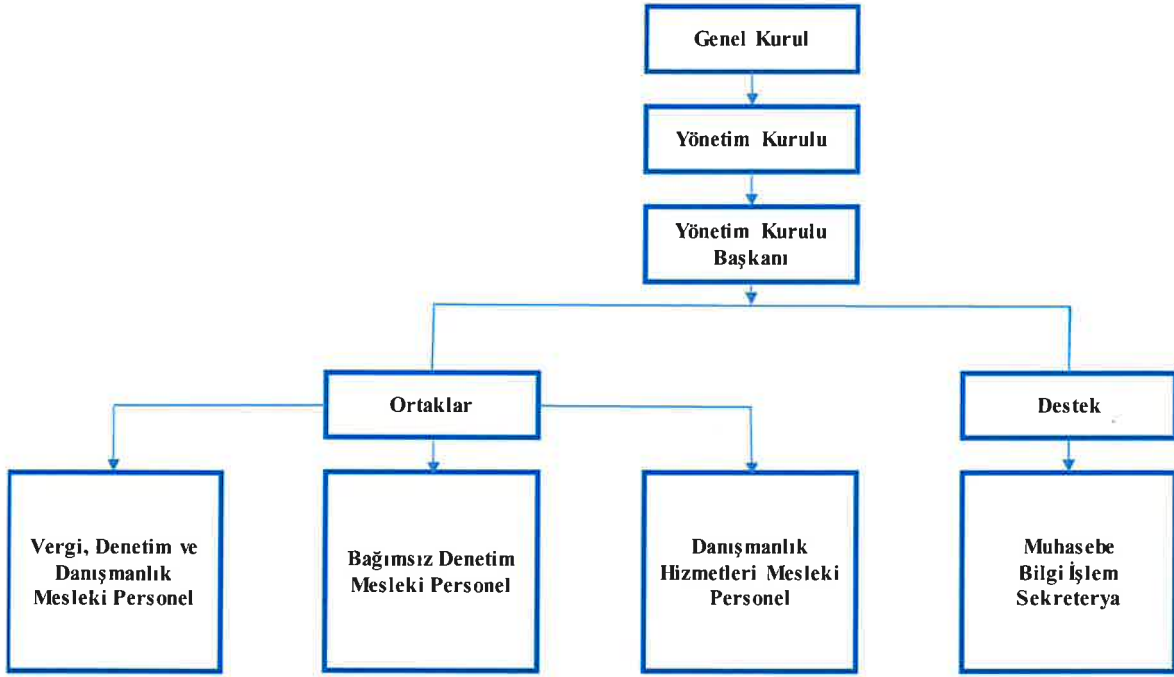 Genel Kurul
Yönetim Kurulu
Yönetim Kurulu
Başkanı
Ortaklar
Destek
Vergi, Denetim ve
Danışmanlık
Mesleki Personel
Bağımsız Denetim
Mesleki Personel
Danışmanlık
Hizmetleri Mesleki
Personel
Muhasebe
Bilgi İşlem
Sekreterya